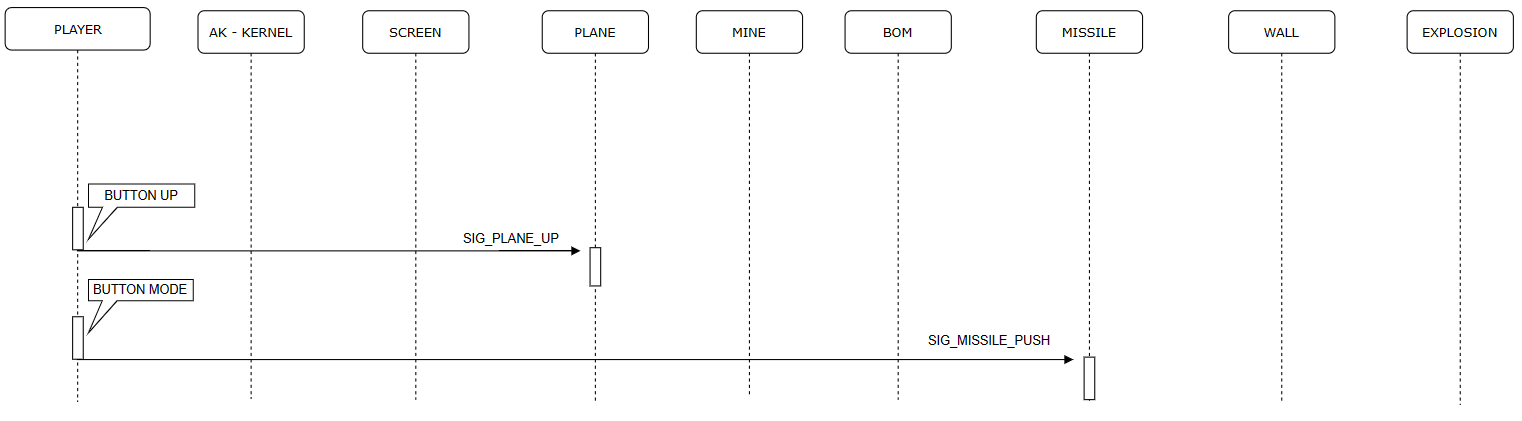 PLAYER
AK - KERNEL
SCREEN
PLANE
MINE
BOM
MISSILE
WALL
EXPLOSION
BUTTON UP
SIG_PLANE_UP
BUTTON MODE
SIG_MISSILE_PUSH